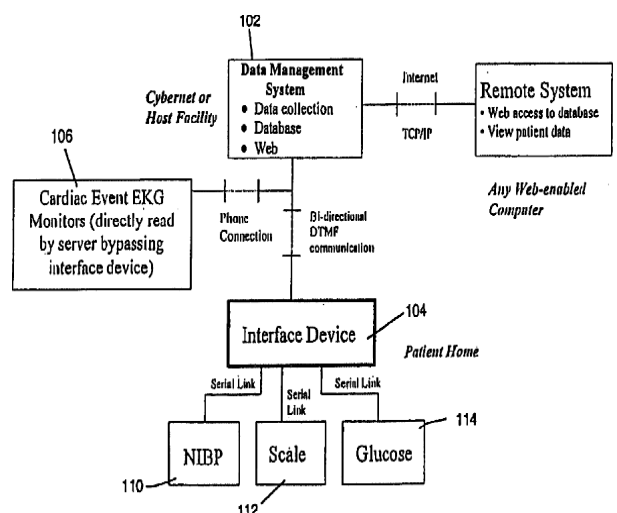 102
Data Management
System
• Data collection
• Database
• Web
Cybernet or
Host Facility
Internet
TCP/IP
Remote System
• Web access to database
• View patient data
Any Web-enabled
Computer
106
Cardiac Event EKG
Monitors (directly read
by server bypassing
interface device)
Phone
Connection
Bi-directional
DTMF
communication
104
Interface Device
Patient Home
Serial Link
Serial
Link
Serial Link
NIBP
110
Scale
112
Glucose
114